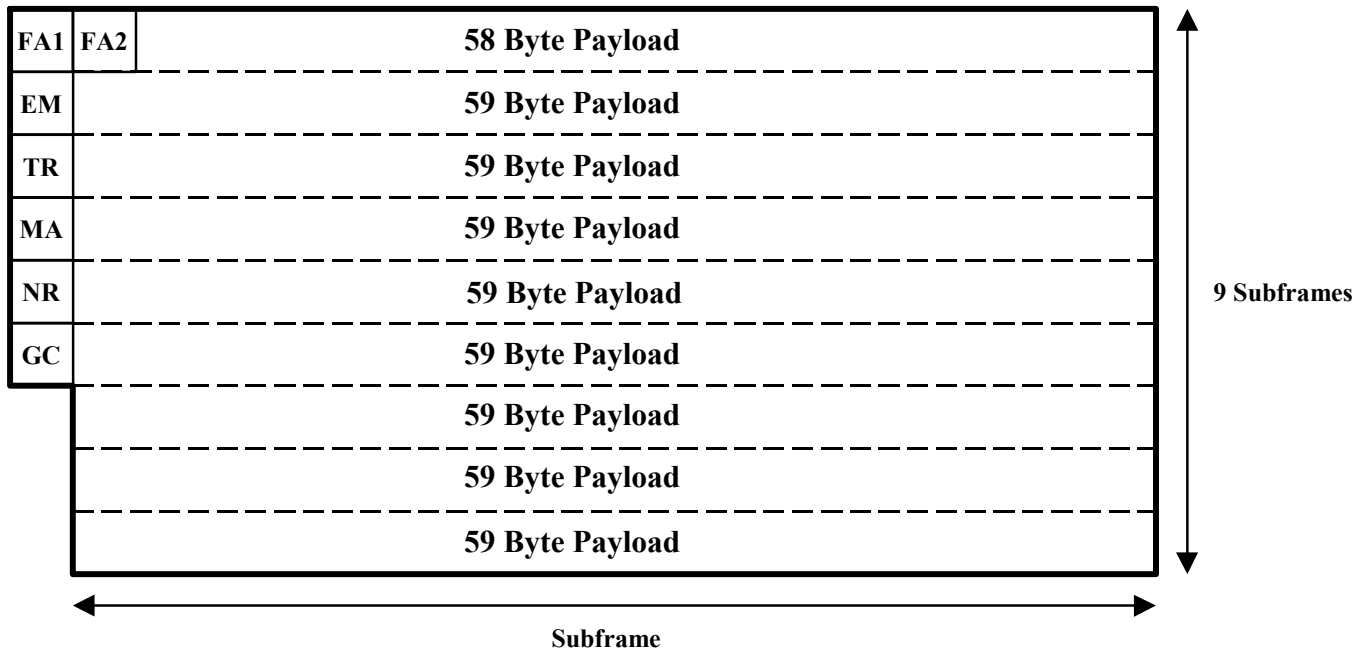 FA1 FA2 58 Byte Payload
EM 59 Byte Payload
TR 59 Byte Payload
MA 59 Byte Payload
NR 59 Byte Payload
9 Subframes
GC 59 Byte Payload
59 Byte Payload
59 Byte Payload
59 Byte Payload
Subframe